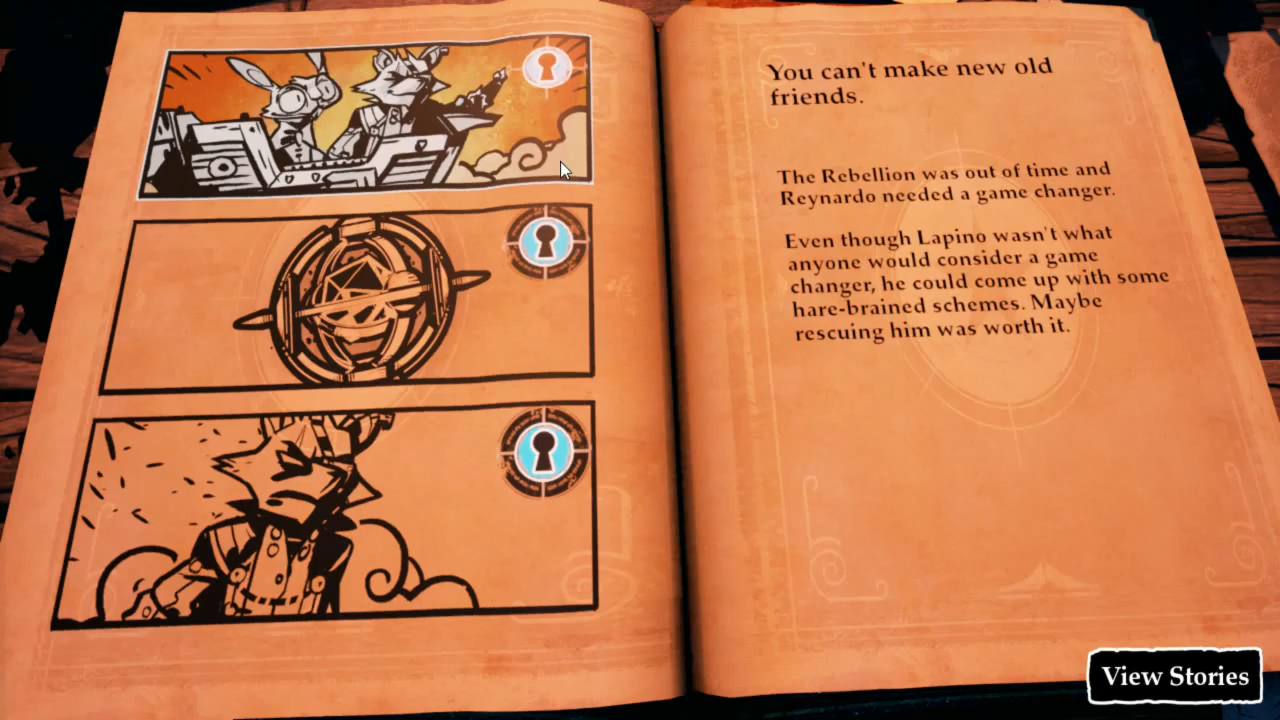 You can't make new old
friends.
The Rebellion was out of time and
Reynardo needed a game changer.
Even though Lapino wasn't what
anyone would consider a game
changer, he could come up with some
hare-brained schemes. Maybe
rescuing him was worth it.
View Stories